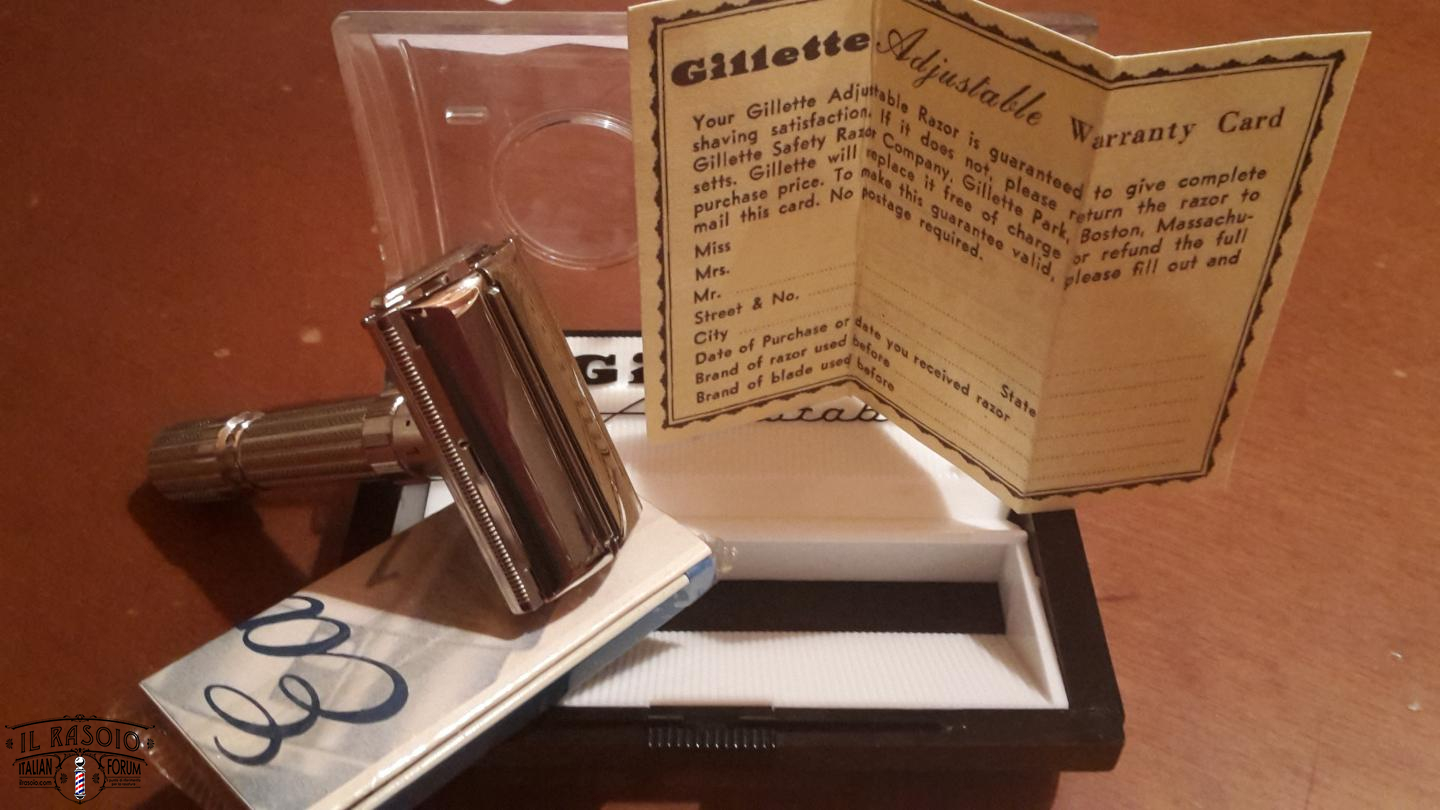 Gillette Adjustable Warranty Card
Your Gillette Adjustable Razor is guaranteed to give complete
shaving satisfaction. If it does not, please return the razor to
Gillette Safety Razor Company, Gillette Park, Boston, Massachu-
setts. Gillette will replace it free of charge or refund the full
purchase price. To make this guarantee valid, please fill out and
mail this card. No postage required.
Miss
Mrs.
Mr.
Street & No.
City State
Date of Purchase or date you received razor
Brand of razor used before
Brand of blade used before
Gi
IL RASOIO
ITALIAN FORUM